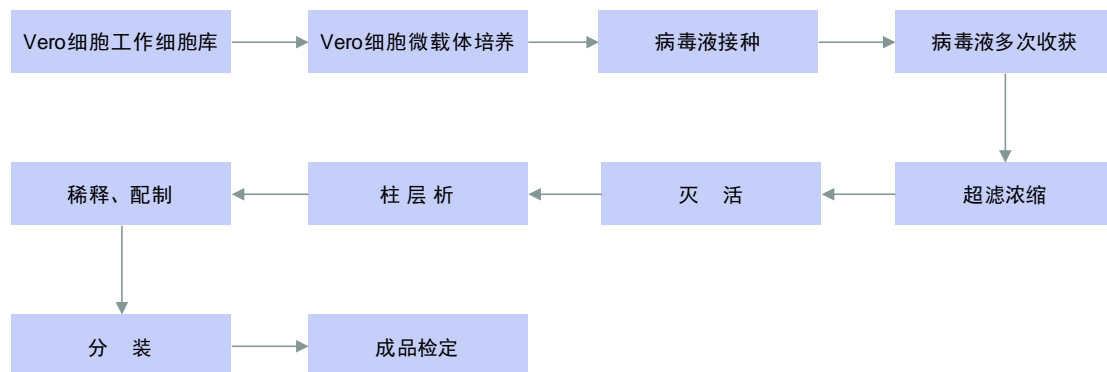 Vero细胞工作细胞库
Vero细胞微载体培养
病毒液接种
病毒液多次收获
超滤浓缩
灭 活
柱 层 析
稀释、配制
分 装
成品检定